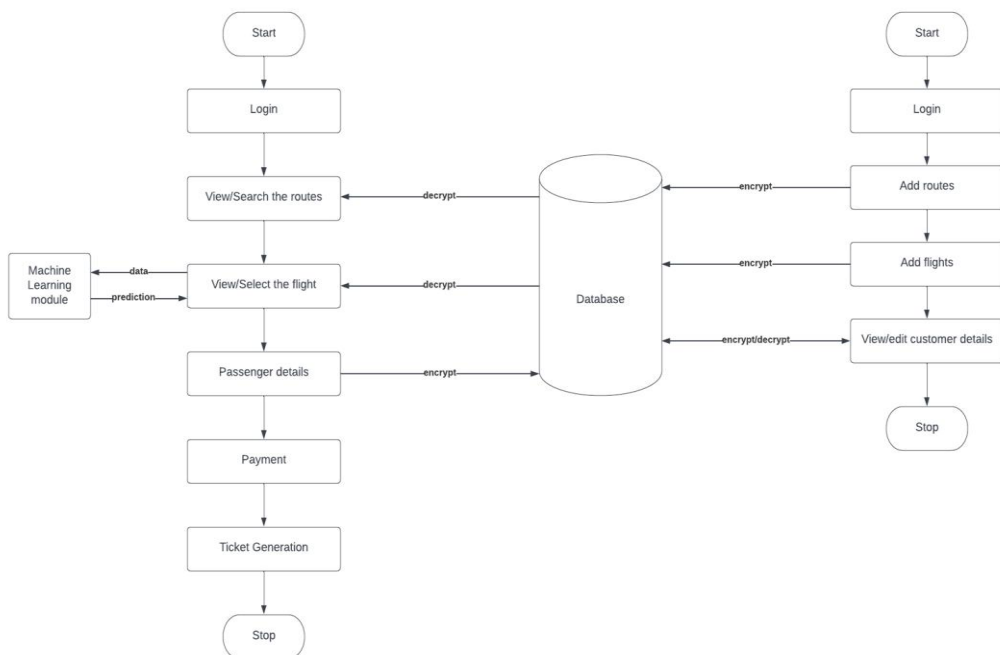 Start
Login
View/Search the routes
View/Select the flight
Passenger details
Payment
Ticket Generation
Stop
Machine
Learning
module
data
prediction
decrypt
decrypt
encrypt
Database
encrypt
encrypt
encrypt/decrypt
Start
Login
Add routes
Add flights
View/edit customer details
Stop